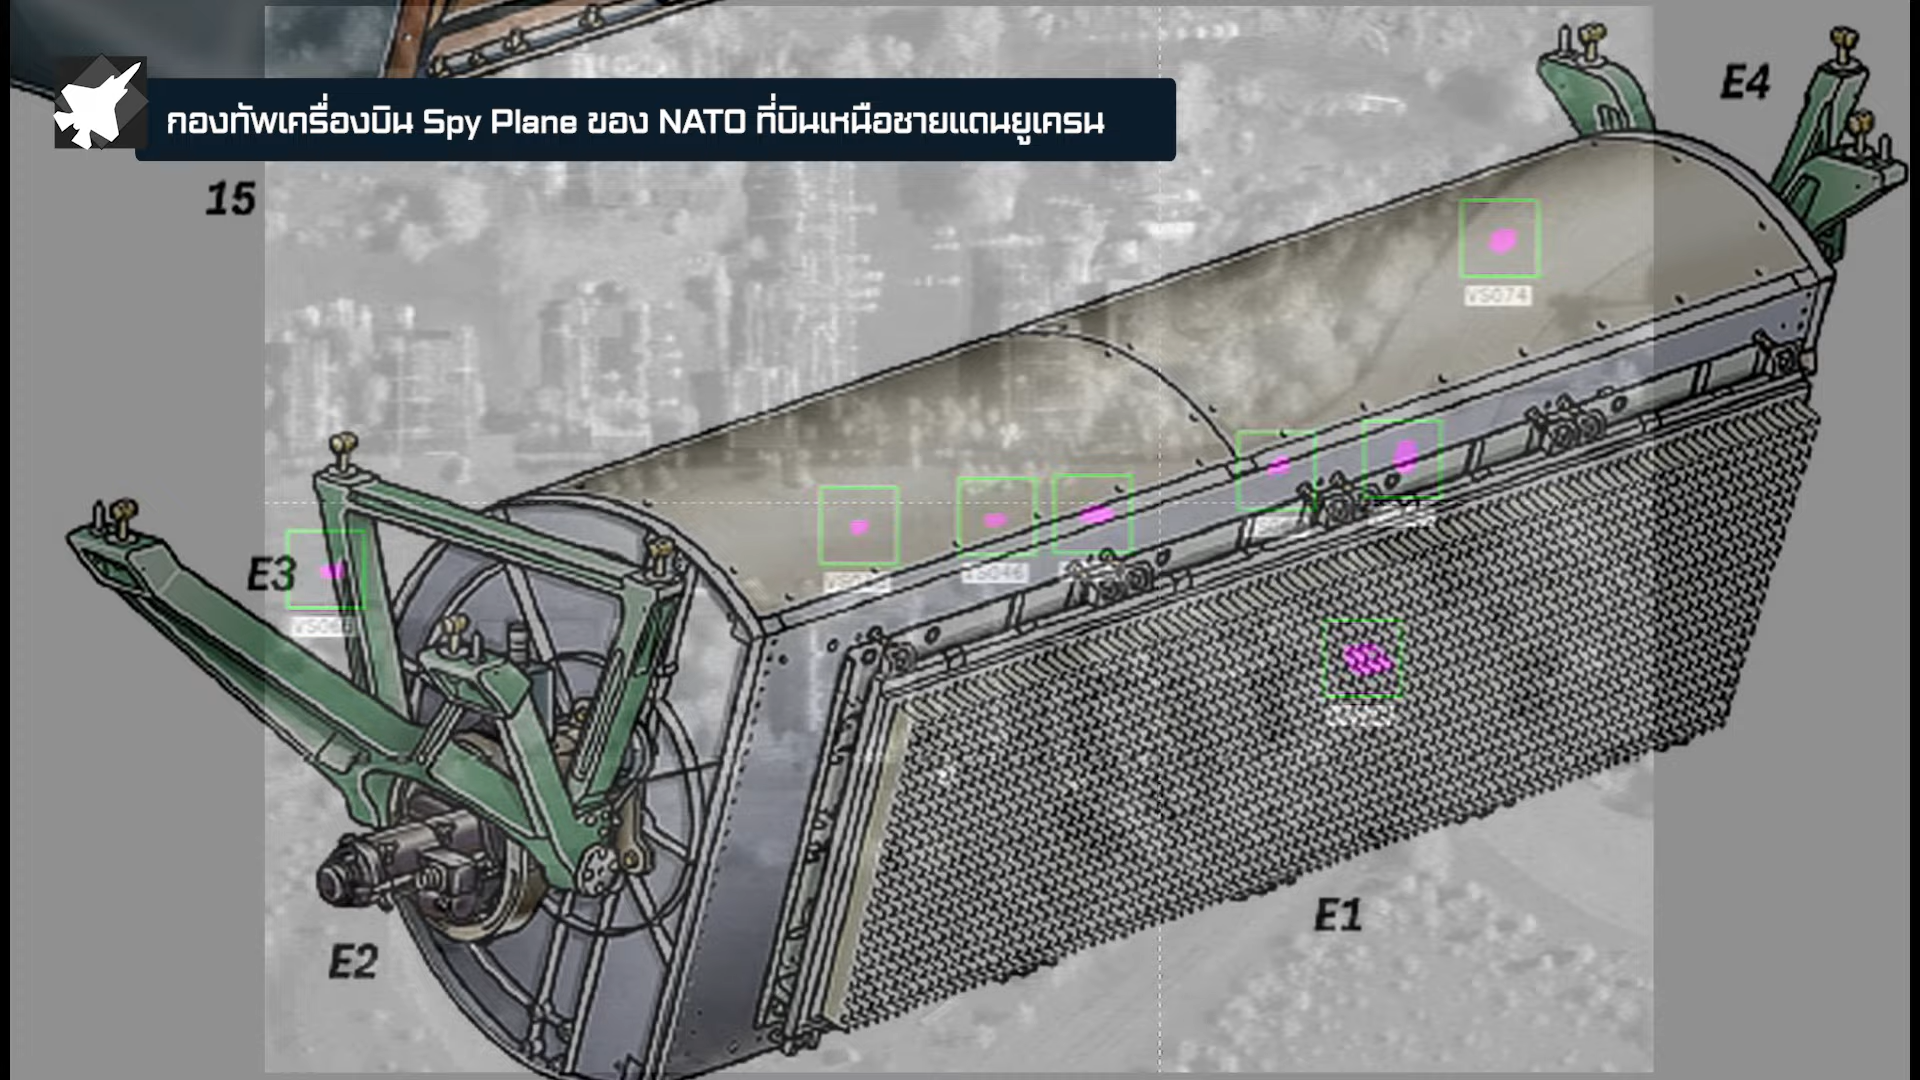 กองทัพเครื่องบิน Spy Plane ของ NATO ที่บินเหนือชายแดนยูเครน
15
E4
VS074
E3
VS046
E1
E2